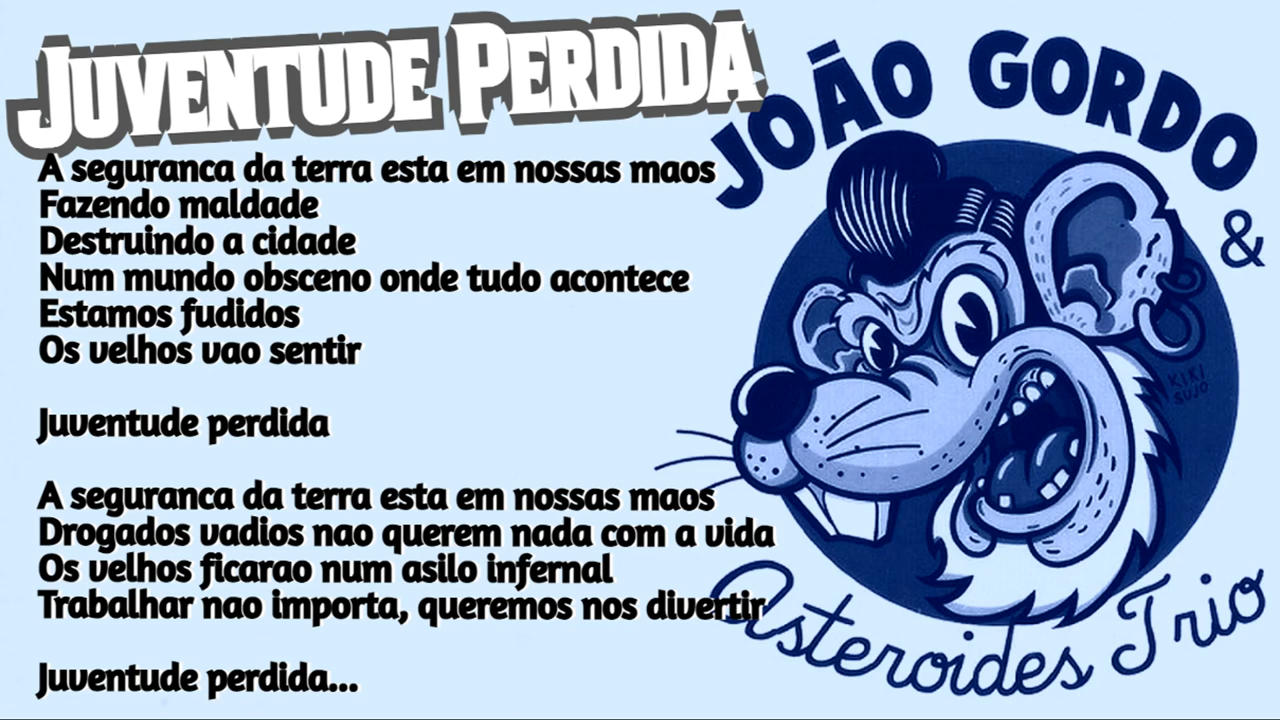 JUVENTUDE PERDIDA
A seguranca da terra esta em nossas maos
Fazendo maldade
Destruindo a cidade
Num mundo obsceno onde tudo acontece
Estamos fudidos
Os velhos vao sentir
Juventude perdida
A seguranca da terra esta em nossas maos
Drogados vadios nao querem nada com a vida
Os velhos ficarao num asilo infernal
Trabalhar nao importa, queremos nos divertir
Juventude perdida...
JOÃO GORDO
&
KIKI
SUJO
Asteroides Trio